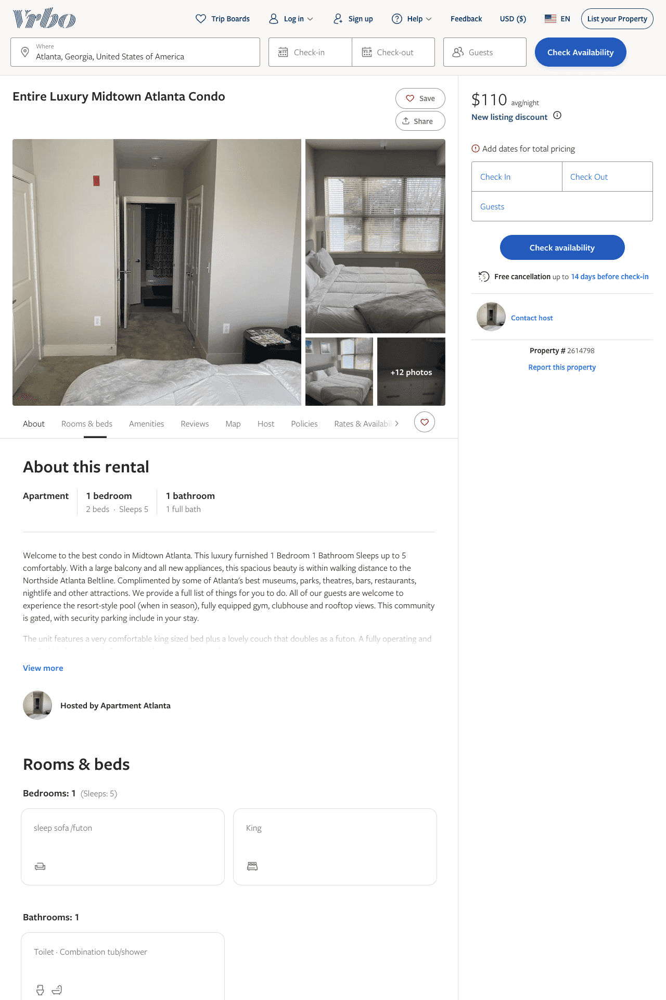 Vrbo
Trip Boards
Log in
Sign up
Help
Feedback
USD ($)
EN
List your Property
Where
Atlanta, Georgia, United States of America
Check-in
Check-out
Guests
Check Availability
Entire Luxury Midtown Atlanta Condo
Save
Share
+12 photos
$110 avg/night
New listing discount
Add dates for total pricing
Check In
Check Out
Guests
Check availability
Free cancellation up to 14 days before check-in
Contact host
Property # 2614798
Report this property
About
Rooms & beds
Amenities
Reviews
Map
Host
Policies
Rates & Availabili
About this rental
Apartment
1 bedroom
2 beds · Sleeps 5
1 bathroom
1 full bath
Welcome to the best condo in Midtown Atlanta. This luxury furnished 1 Bedroom 1 Bathroom Sleeps up to 5
comfortably. With a large balcony and all new appliances, this spacious beauty is within walking distance to the
Northside Atlanta Beltline. Complimented by some of Atlanta's best museums, parks, theatres, bars, restaurants,
nightlife and other attractions. We provide a full list of things for you to do. All of our guests are welcome to
experience the resort-style pool (when in season), fully equipped gym, clubhouse and rooftop views. This community
is gated, with security parking include in your stay.
The unit features a very comfortable king sized bed plus a lovely couch that doubles as a futon. A fully operating and
View more
Hosted by Apartment Atlanta
Rooms & beds
Bedrooms: 1 (Sleeps: 5)
sleep sofa /futon
King
Bathrooms: 1
Toilet · Combination tub/shower